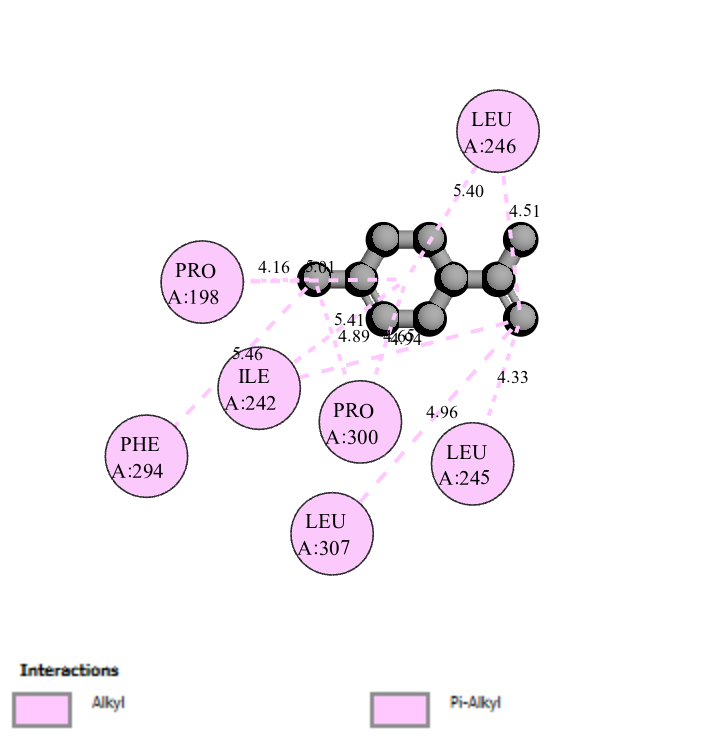 LEU
A:246
5.40
4.51
PRO
A:198
4.16
5.01
5.41
4.89
4.65
4.94
5.46
ILE
A:242
4.33
PRO
A:300
4.96
PHE
A:294
LEU
A:245
LEU
A:307
Interactions
Alkyl
Pi-Alkyl